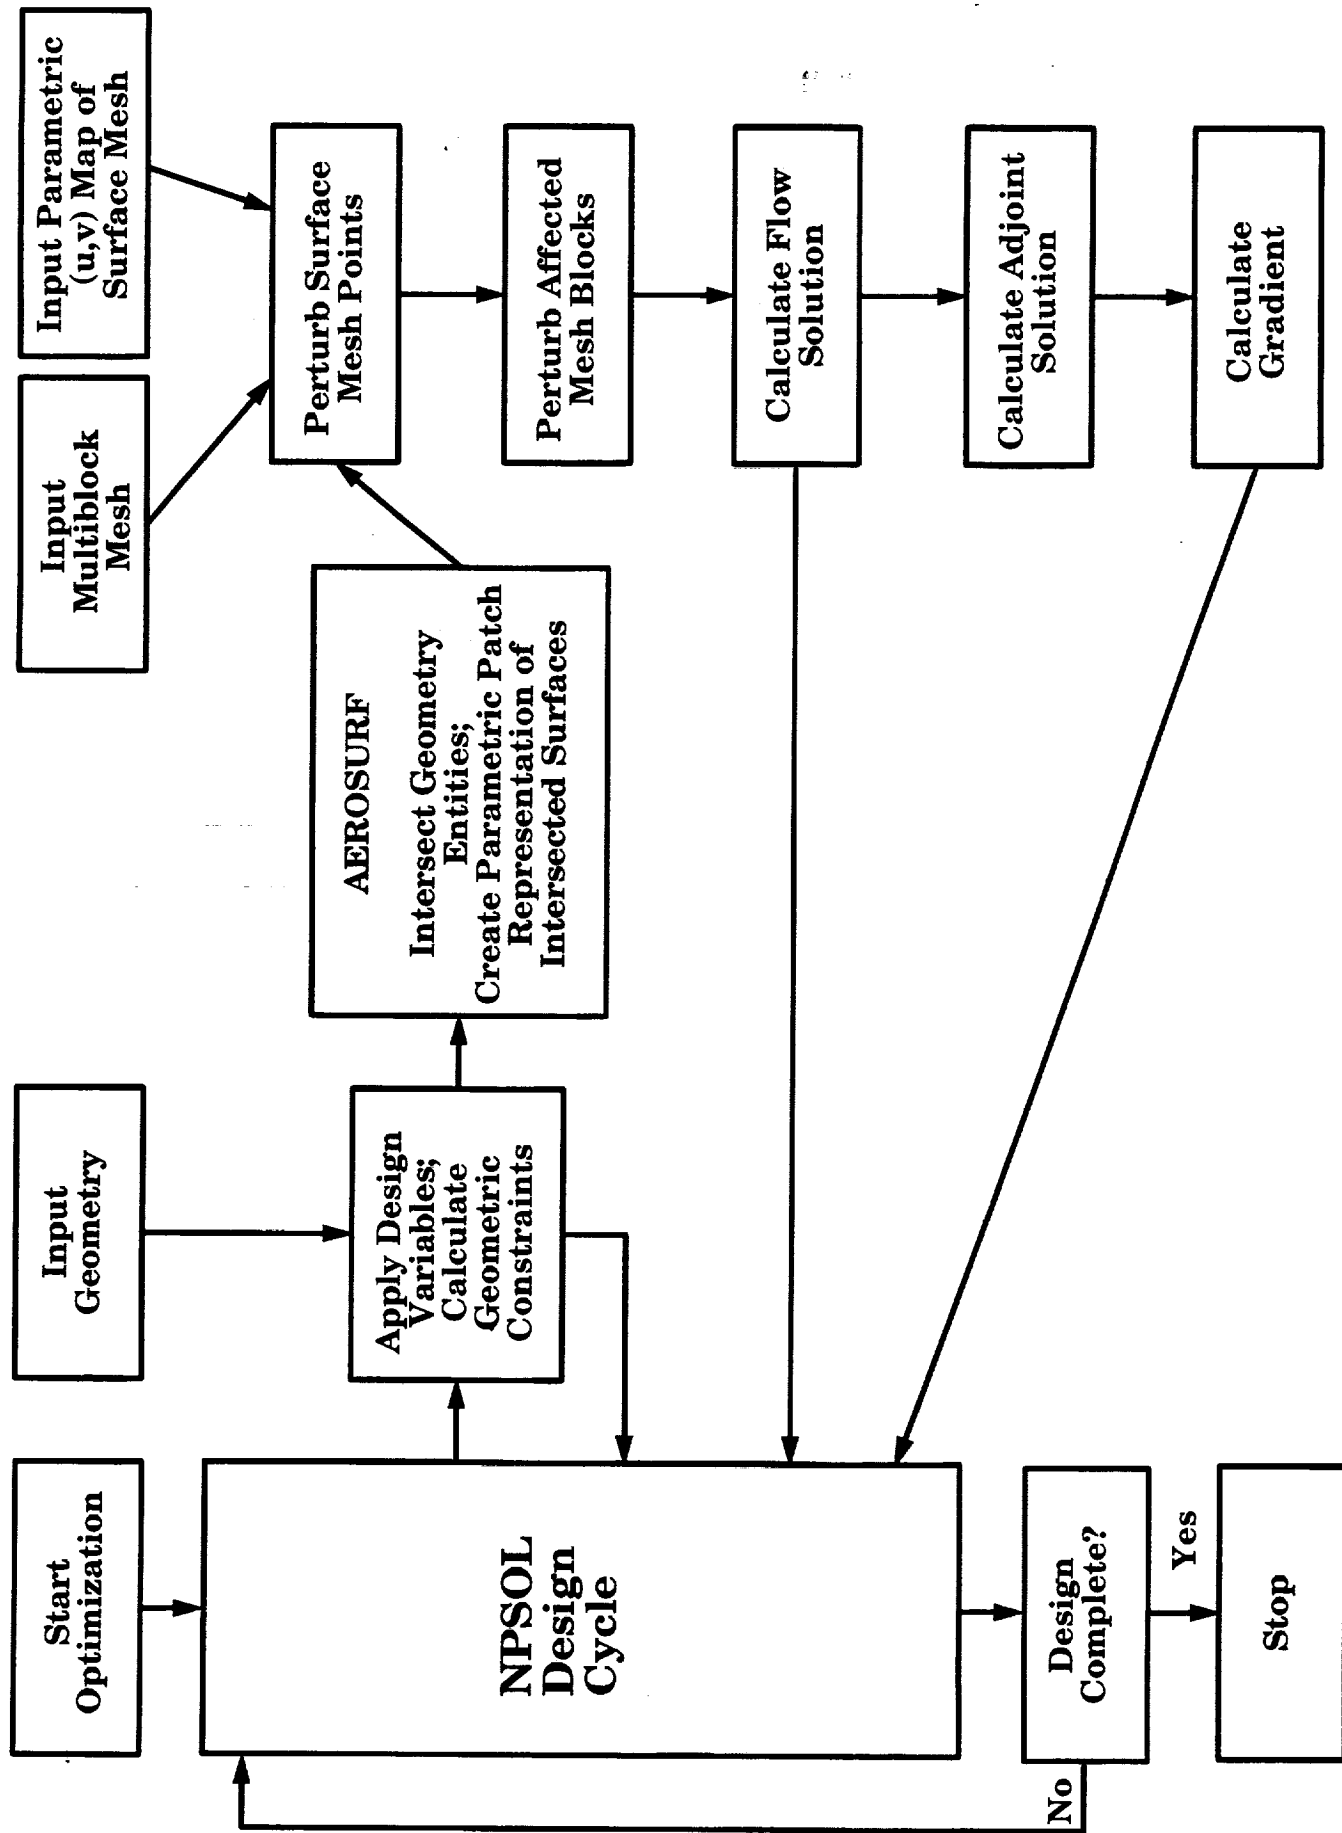 Start
Optimization
Input
Geometry
Input
Multiblock
Mesh
Input Parametric
(u,v) Map of
Surface Mesh
NPSOL
Design
Cycle
Apply Design
Variables;
Calculate
Geometric
Constraints
AEROSURF
Intersect Geometry
Entities;
Create Parametric Patch
Representation of
Intersected Surfaces
Perturb Surface
Mesh Points
Perturb Affected
Mesh Blocks
Calculate Flow
Solution
Calculate Adjoint
Solution
Calculate
Gradient
Design
Complete?
No
Yes
Stop